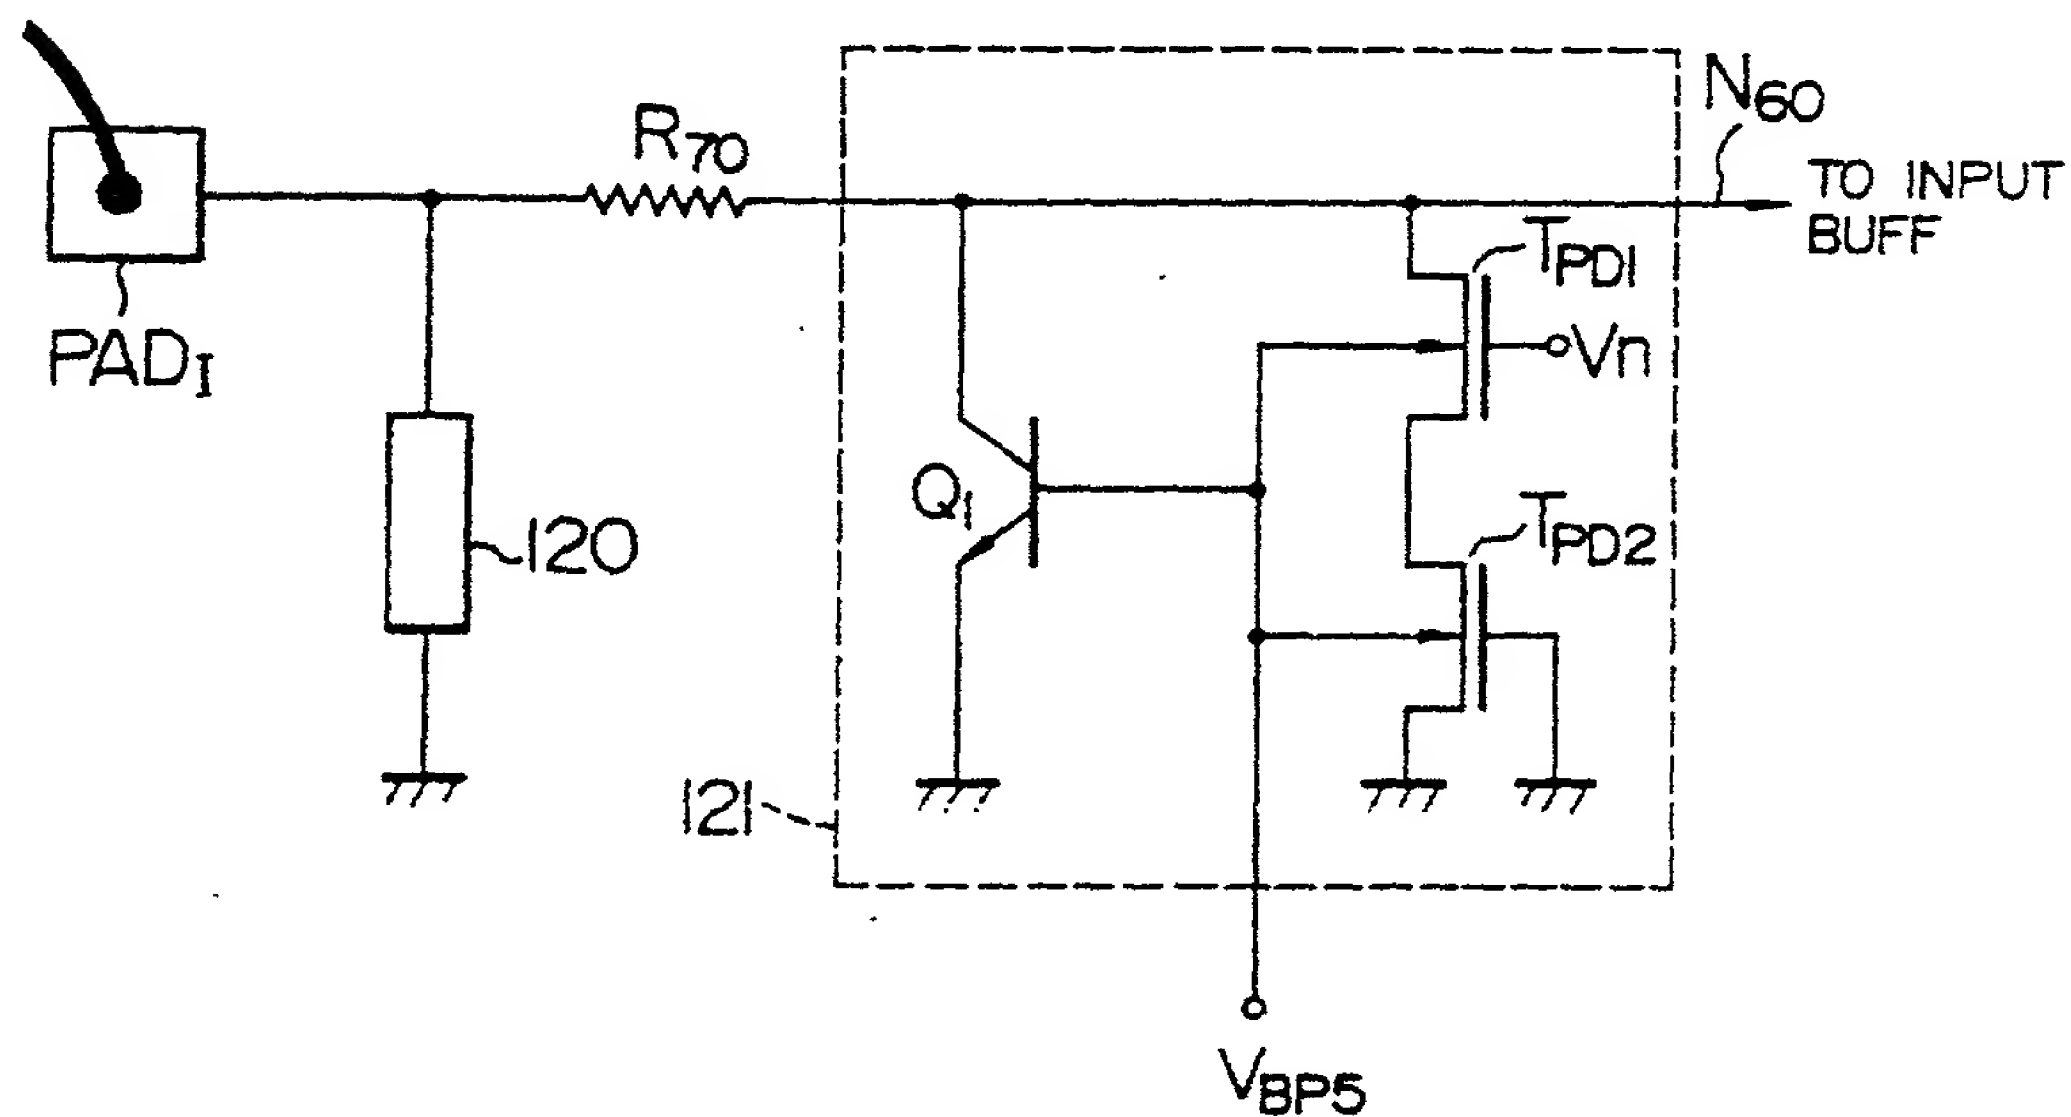 N60
R70
TO INPUT
BUFF
TPD1
Vn
PADI
Q1
TPD2
120
121
VBP5